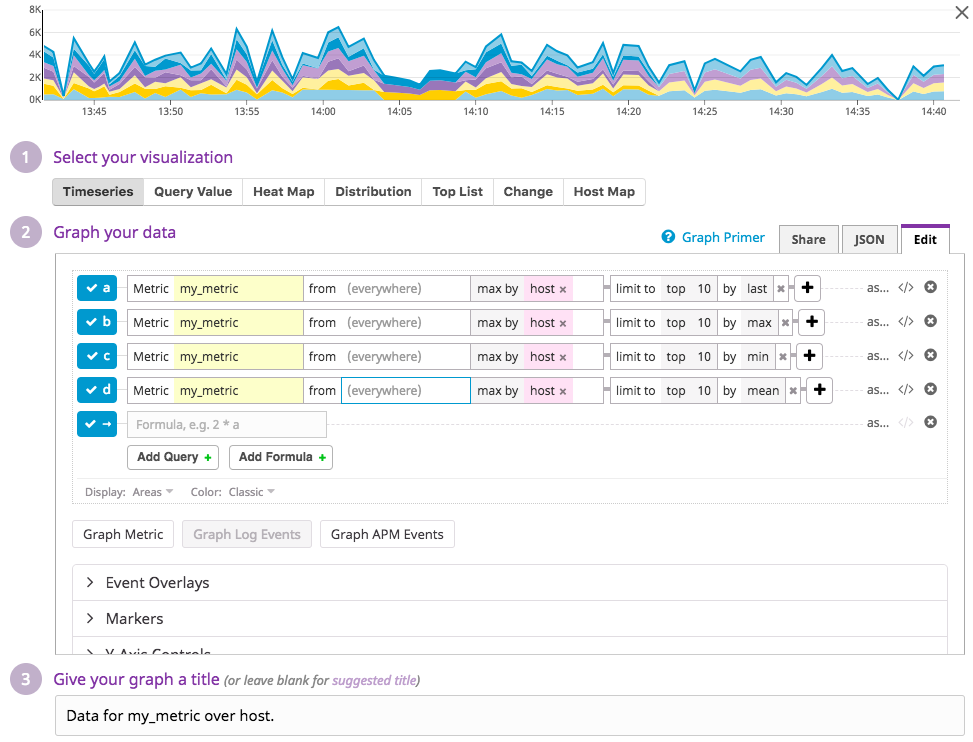 8K
6K
4K
2K
0K
13:45 13:50 13:55 14:00 14:05 14:10 14:15 14:20 14:25 14:30 14:35 14:40
1 Select your visualization
Timeseries Query Value Heat Map Distribution Top List Change Host Map
2 Graph your data
? Graph Primer Share JSON Edit
a Metric my_metric from (everywhere) max by host × limit to top 10 by last × + as... </>
b Metric my_metric from (everywhere) max by host × limit to top 10 by max × + as... </>
c Metric my_metric from (everywhere) max by host × limit to top 10 by min × + as... </>
d Metric my_metric from (everywhere) max by host × limit to top 10 by mean × + as... </>
→ Formula, e.g. 2 * a as... </>
Add Query + Add Formula +
Display: Areas Color: Classic
Graph Metric Graph Log Events Graph APM Events
Event Overlays
Markers
Y-Axis Controls
3 Give your graph a title (or leave blank for suggested title)
Data for my_metric over host.